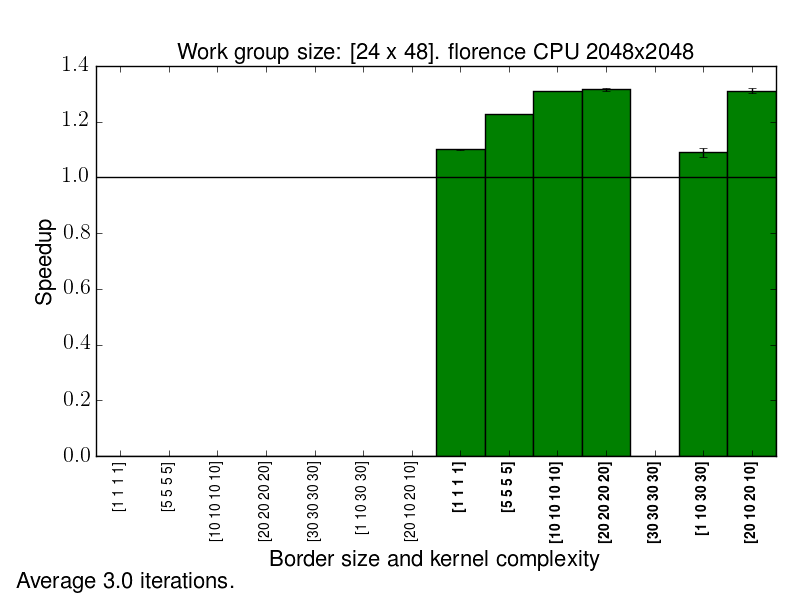 Work group size: [24 x 48]. florence CPU 2048x2048
1.4
1.2
1.0
0.8
0.6
0.4
0.2
0.0
Speedup
[1 1 1 1]
[5 5 5 5]
[10 10 10 10]
[20 20 20 20]
[30 30 30 30]
[1 10 30 30]
[20 10 20 10]
[1 1 1 1]
[5 5 5 5]
[10 10 10 10]
[20 20 20 20]
[30 30 30 30]
[1 10 30 30]
[20 10 20 10]
Border size and kernel complexity
Average 3.0 iterations.